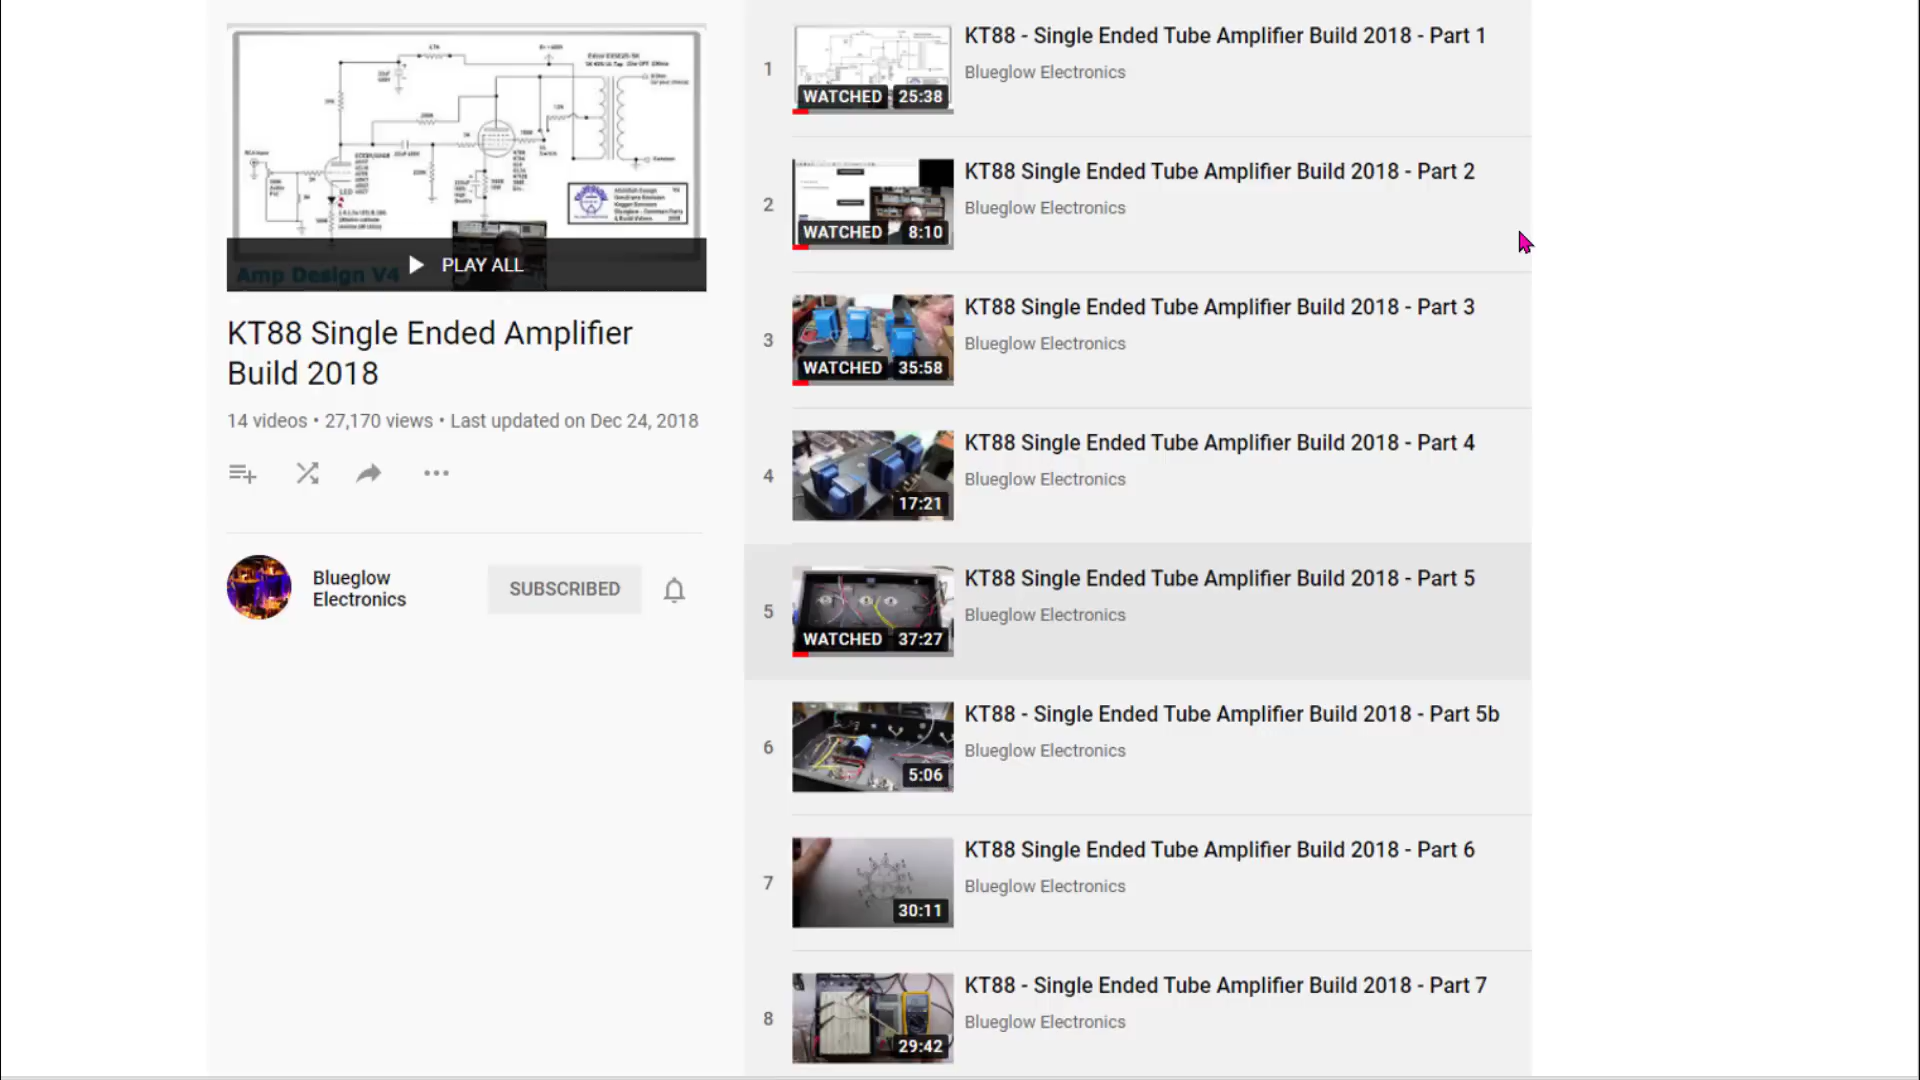 Amp Design V4
PLAY ALL
KT88 Single Ended Amplifier
Build 2018
14 videos • 27,170 views • Last updated on Dec 24, 2018
Blueglow
Electronics
SUBSCRIBED
1
WATCHED 25:38
KT88 - Single Ended Tube Amplifier Build 2018 - Part 1
Blueglow Electronics
2
WATCHED 8:10
KT88 Single Ended Tube Amplifier Build 2018 - Part 2
Blueglow Electronics
3
WATCHED 35:58
KT88 Single Ended Tube Amplifier Build 2018 - Part 3
Blueglow Electronics
4
17:21
KT88 Single Ended Tube Amplifier Build 2018 - Part 4
Blueglow Electronics
5
WATCHED 37:27
KT88 Single Ended Tube Amplifier Build 2018 - Part 5
Blueglow Electronics
6
5:06
KT88 - Single Ended Tube Amplifier Build 2018 - Part 5b
Blueglow Electronics
7
30:11
KT88 Single Ended Tube Amplifier Build 2018 - Part 6
Blueglow Electronics
8
29:42
KT88 - Single Ended Tube Amplifier Build 2018 - Part 7
Blueglow Electronics